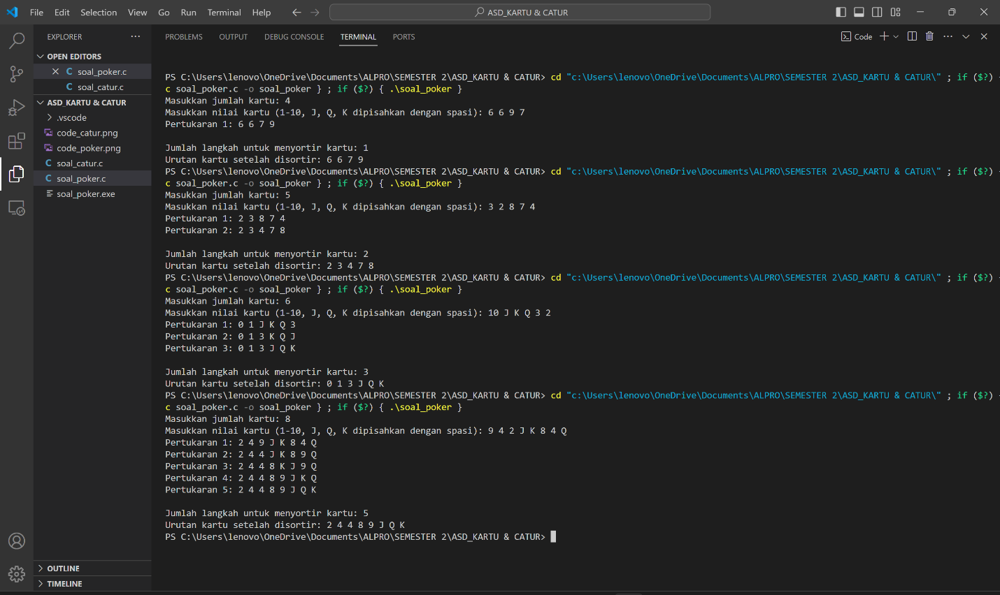 File Edit Selection View Go Run Terminal Help
ASD_KARTU & CATUR
EXPLORER
OPEN EDITORS
C soal_poker.c
C soal_catur.c
ASD_KARTU & CATUR
.vscode
code_catur.png
code_poker.png
C soal_catur.c
C soal_poker.c
soal_poker.exe
OUTLINE
TIMELINE
PROBLEMS OUTPUT DEBUG CONSOLE TERMINAL PORTS
Code
PS C:\Users\lenovo\OneDrive\Documents\ALPRO\SEMESTER 2\ASD_KARTU & CATUR> cd "c:\Users\lenovo\OneDrive\Documents\ALPRO\SEMESTER 2\ASD_KARTU & CATUR\" ; if ($?)
c soal_poker.c -o soal_poker } ; if ($?) { .\soal_poker }
Masukkan jumlah kartu: 4
Masukkan nilai kartu (1-10, J, Q, K dipisahkan dengan spasi): 6 6 9 7
Pertukaran 1: 6 6 7 9
Jumlah langkah untuk menyortir kartu: 1
Urutan kartu setelah disortir: 6 6 7 9
PS C:\Users\lenovo\OneDrive\Documents\ALPRO\SEMESTER 2\ASD_KARTU & CATUR> cd "c:\Users\lenovo\OneDrive\Documents\ALPRO\SEMESTER 2\ASD_KARTU & CATUR\" ; if ($?)
c soal_poker.c -o soal_poker } ; if ($?) { .\soal_poker }
Masukkan jumlah kartu: 5
Masukkan nilai kartu (1-10, J, Q, K dipisahkan dengan spasi): 3 2 8 7 4
Pertukaran 1: 2 3 8 7 4
Pertukaran 2: 2 3 4 7 8
Jumlah langkah untuk menyortir kartu: 2
Urutan kartu setelah disortir: 2 3 4 7 8
PS C:\Users\lenovo\OneDrive\Documents\ALPRO\SEMESTER 2\ASD_KARTU & CATUR> cd "c:\Users\lenovo\OneDrive\Documents\ALPRO\SEMESTER 2\ASD_KARTU & CATUR\" ; if ($?)
c soal_poker.c -o soal_poker } ; if ($?) { .\soal_poker }
Masukkan jumlah kartu: 6
Masukkan nilai kartu (1-10, J, Q, K dipisahkan dengan spasi): 10 J K Q 3 2
Pertukaran 1: 0 1 J K Q 3
Pertukaran 2: 0 1 3 K Q J
Pertukaran 3: 0 1 3 J Q K
Jumlah langkah untuk menyortir kartu: 3
Urutan kartu setelah disortir: 0 1 3 J Q K
PS C:\Users\lenovo\OneDrive\Documents\ALPRO\SEMESTER 2\ASD_KARTU & CATUR> cd "c:\Users\lenovo\OneDrive\Documents\ALPRO\SEMESTER 2\ASD_KARTU & CATUR\" ; if ($?)
c soal_poker.c -o soal_poker } ; if ($?) { .\soal_poker }
Masukkan jumlah kartu: 8
Masukkan nilai kartu (1-10, J, Q, K dipisahkan dengan spasi): 9 4 2 J K 8 4 Q
Pertukaran 1: 2 4 9 J K 8 4 Q
Pertukaran 2: 2 4 4 J K 8 9 Q
Pertukaran 3: 2 4 4 8 K J 9 Q
Pertukaran 4: 2 4 4 8 9 J K Q
Pertukaran 5: 2 4 4 8 9 J Q K
Jumlah langkah untuk menyortir kartu: 5
Urutan kartu setelah disortir: 2 4 4 8 9 J Q K
PS C:\Users\lenovo\OneDrive\Documents\ALPRO\SEMESTER 2\ASD_KARTU & CATUR>